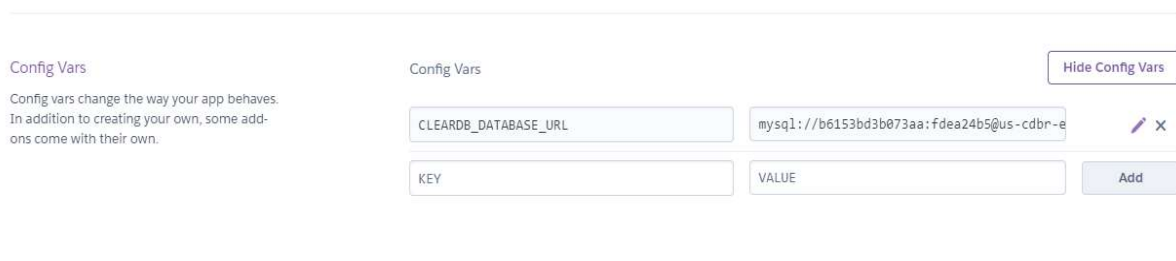 Config Vars
Config vars change the way your app behaves.
In addition to creating your own, some add-
ons come with their own.
Config Vars
Hide Config Vars
CLEARDB_DATABASE_URL
mysql://b6153bd3b073aa:fdea24b5@us-cdbr-e
KEY
VALUE
Add